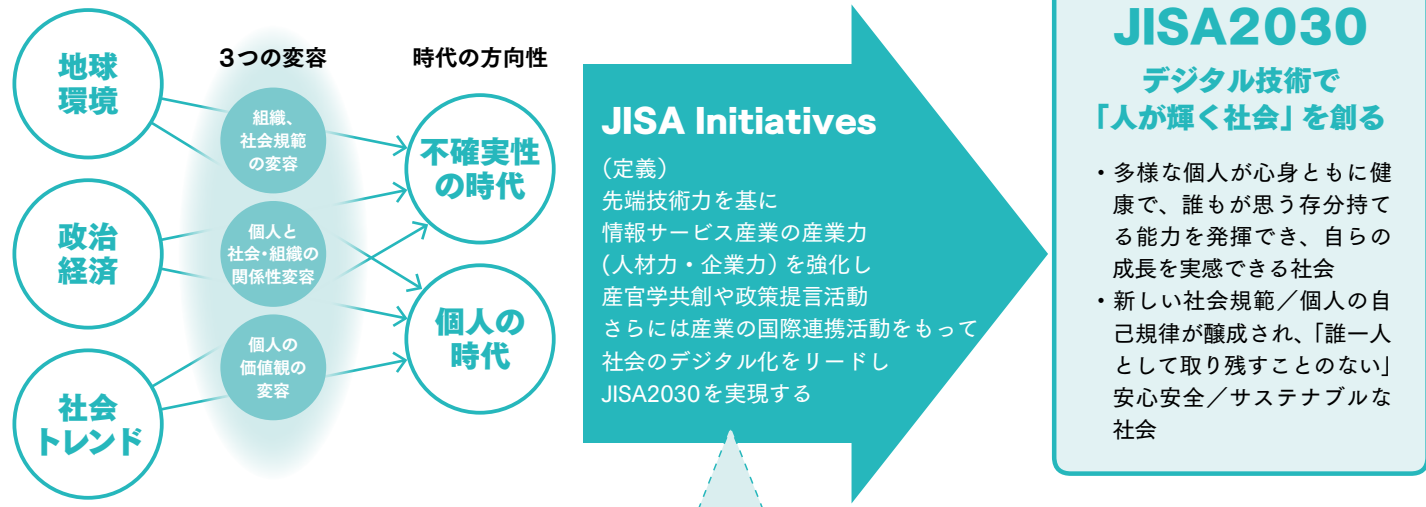 地球
環境
政治
経済
社会
トレンド
3つの変容
組織、
社会規範
の変容
個人と
社会・組織の
関係性変容
個人の
価値観の
変容
時代の方向性
不確実性
の時代
個人の
時代
JISA Initiatives
(定義)
先端技術力を基に
情報サービス産業の産業力
(人材力・企業力)を強化し
産官学共創や政策提言活動
さらには産業の国際連携活動をもって
社会のデジタル化をリードし
JISA2030を実現する
JISA2030
デジタル技術で
「人が輝く社会」を創る
・多様な個人が心身ともに健
康で、誰もが思う存分持て
る能力を発揮でき、自らの
成長を実感できる社会
・新しい社会規範／個人の自
己規律が醸成され、「誰一人
として取り残すことのない」
安心安全／サステナブルな
社会